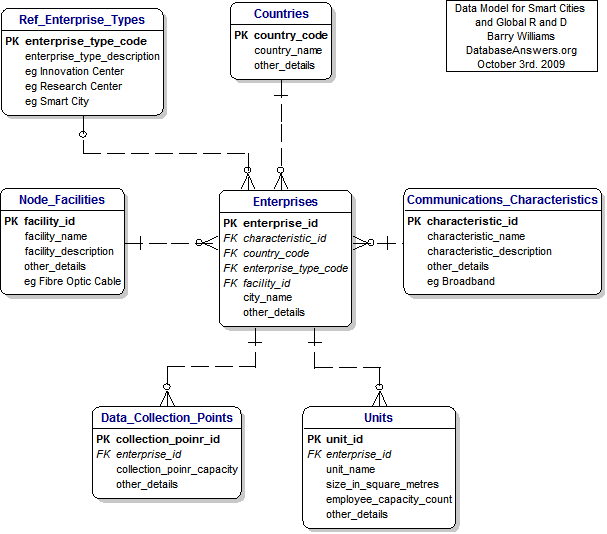 Ref_Enterprise_Types
PK enterprise_type_code
enterprise_type_description
eg Innovation Center
eg Research Center
eg Smart City
Countries
PK country_code
country_name
other_details
Data Model for Smart Cities
and Global R and D
Barry Williams
DatabaseAnswers.org
October 3rd. 2009
Node_Facilities
PK facility_id
facility_name
facility_description
other_details
eg Fibre Optic Cable
Enterprises
PK enterprise_id
FK characteristic_id
FK country_code
FK enterprise_type_code
FK facility_id
city_name
other_details
Communications_Characteristics
PK characteristic_id
characteristic_name
characteristic_description
other_details
eg Broadband
Data_Collection_Points
PK collection_poinr_id
FK enterprise_id
collection_poinr_capacity
other_details
Units
PK unit_id
FK enterprise_id
unit_name
size_in_square_metres
employee_capacity_count
other_details